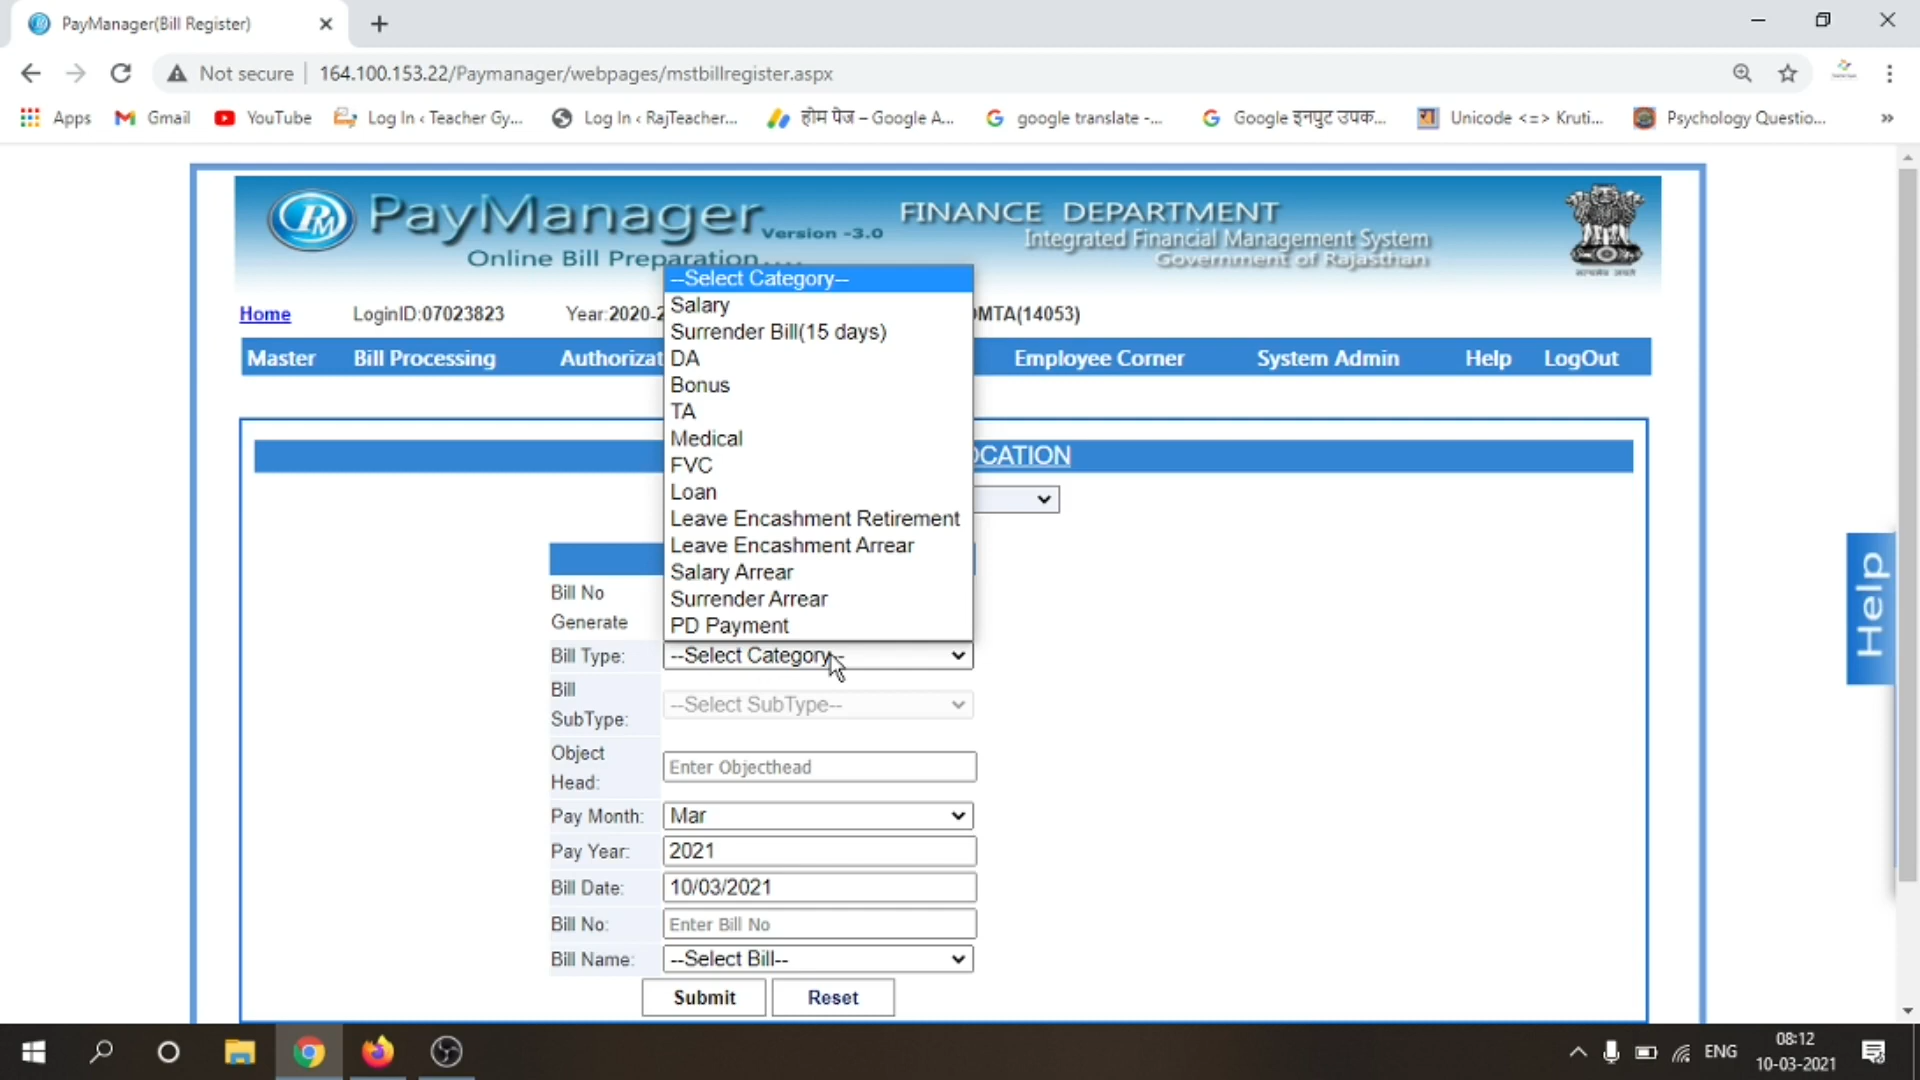 PayManager(Bill Register)
Not secure
164.100.153.22/Paymanager/webpages/mstbillregister.aspx
Apps
Gmail
YouTube
Log In ‹ Teacher Gy...
Log In ‹ RajTeacher...
होम पेज – Google A...
google translate -...
Google इनपुट उपक...
Unicode <=> Kruti...
Psychology Questio...
»
PM PayManager Version -3.0
Online Bill Preparation....
FINANCE DEPARTMENT
Integrated Financial Management System
Government of Rajasthan
Home
LoginID:07023823
Year:2020-2
OMTA(14053)
Master
Bill Processing
Authorizat
Employee Corner
System Admin
Help
LogOut
OCATION
--Select Category--
Salary
Surrender Bill(15 days)
DA
Bonus
TA
Medical
FVC
Loan
Leave Encashment Retirement
Leave Encashment Arrear
Salary Arrear
Surrender Arrear
PD Payment
Bill No
Generate
Bill Type:
--Select Category--
Bill
SubType:
--Select SubType--
Object
Head:
Enter Objecthead
Pay Month:
Mar
Pay Year:
2021
Bill Date:
10/03/2021
Bill No:
Enter Bill No
Bill Name:
--Select Bill--
Submit
Reset
Help
ENG
08:12
10-03-2021